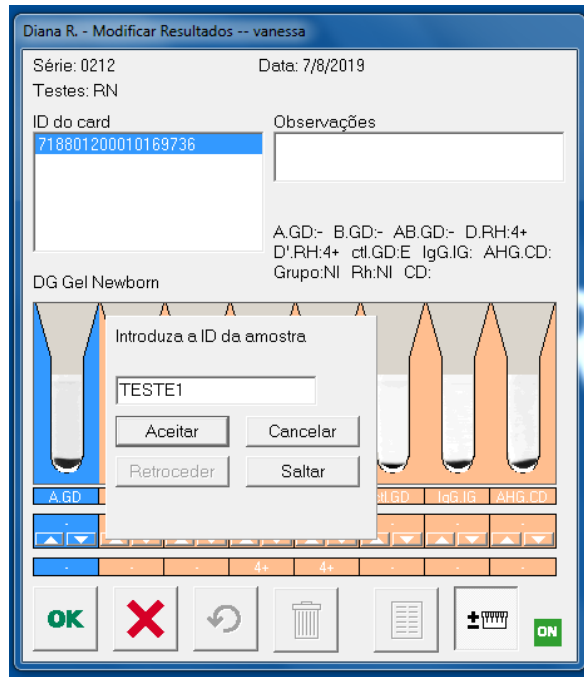 Diana R. - Modificar Resultados -- vanessa
Série: 0212 Data: 7/8/2019
Testes: RN
ID do card Observações
718801200010169736
A.GD:- B.GD:- AB.GD:- D.RH:4+
D'.RH:4+ ctl.GD:E IgG.IG: AHG.CD:
Grupo:NI Rh:NI CD:
DG Gel Newborn
Introduza a ID da amostra
TESTE1
Aceitar Cancelar
Retroceder Saltar
A.GD ctl.GD IgG.IG AHG.CD
- - - -
- - - 4+ 4+ - - -
OK ± ON